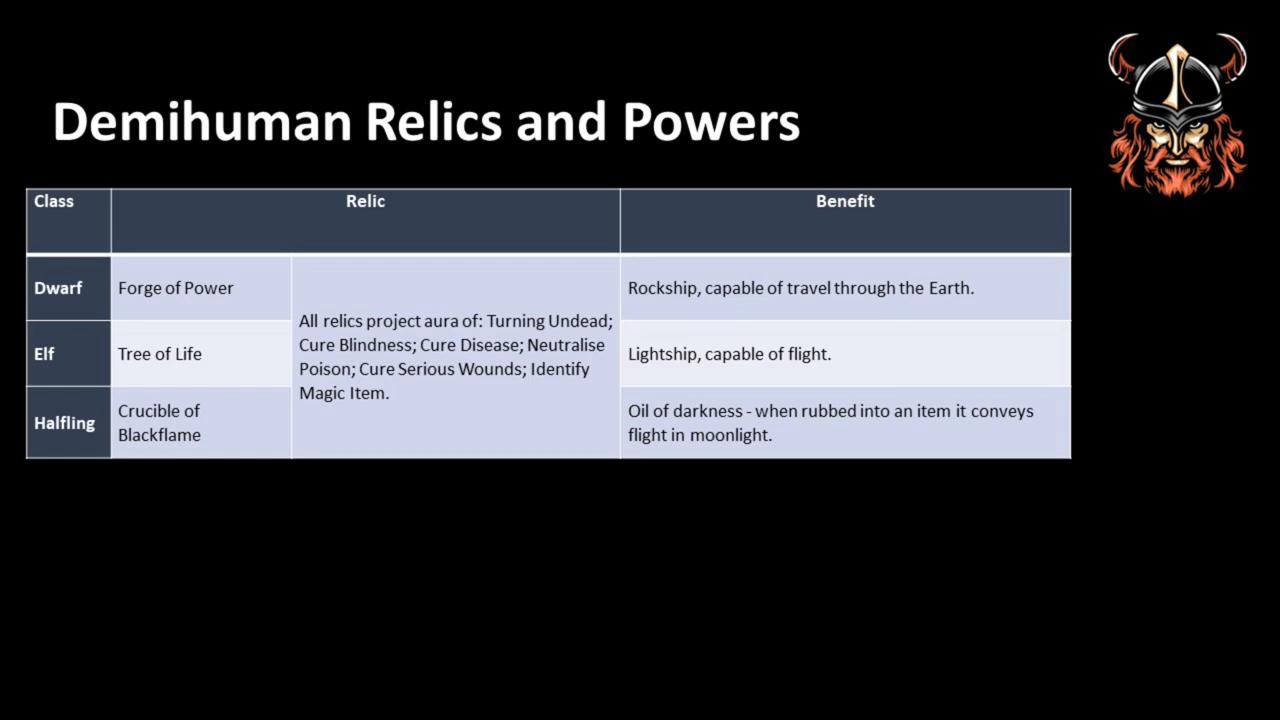 Demihuman Relics and Powers
Class
Relic
Benefit
Dwarf
Forge of Power
All relics project aura of: Turning Undead;
Cure Blindness; Cure Disease; Neutralise
Poison; Cure Serious Wounds; Identify
Magic Item.
Rockship, capable of travel through the Earth.
Elf
Tree of Life
Lightship, capable of flight.
Halfling
Crucible of
Blackflame
Oil of darkness - when rubbed into an item it conveys
flight in moonlight.